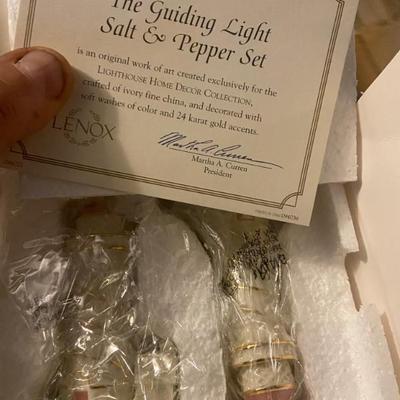 The Guiding Light
Salt & Pepper Set
is an original work of art created exclusively for the
LIGHTHOUSE HOME DECOR COLLECTION,
crafted of ivory fine china, and decorated with
soft washes of color and 24 karat gold accents.
LENOX
Martha A. Curren
Martha A. Curren
President